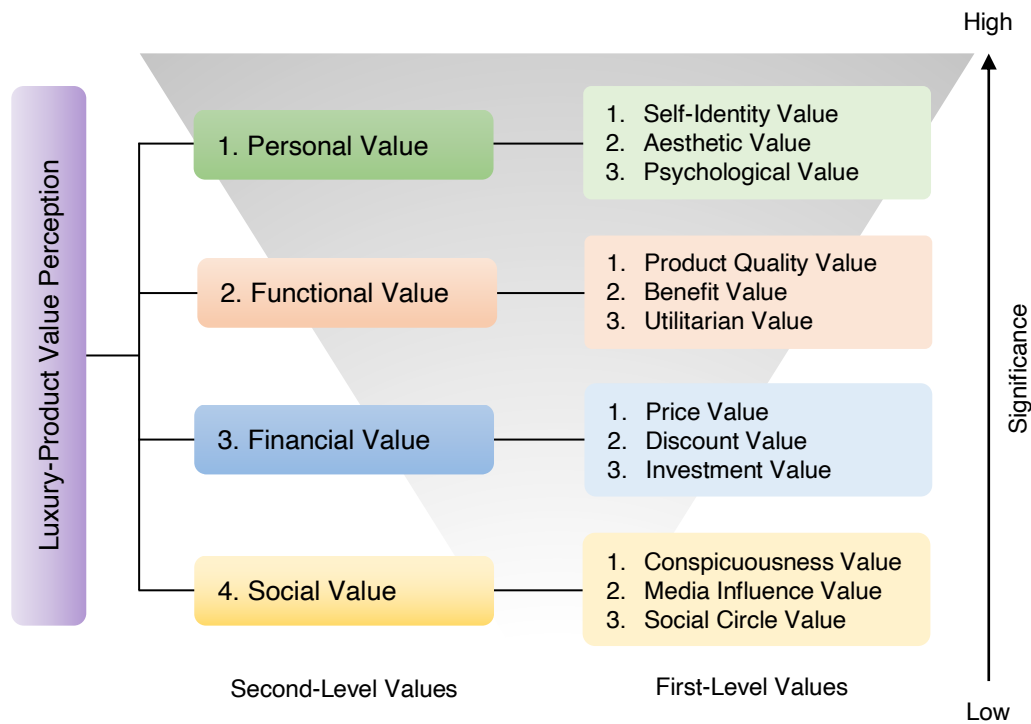 High
Luxury-Product Value Perception
1. Personal Value
1. Self-Identity Value
2. Aesthetic Value
3. Psychological Value
2. Functional Value
1. Product Quality Value
2. Benefit Value
3. Utilitarian Value
Significance
3. Financial Value
1. Price Value
2. Discount Value
3. Investment Value
4. Social Value
1. Conspicuousness Value
2. Media Influence Value
3. Social Circle Value
Second-Level Values
First-Level Values
Low